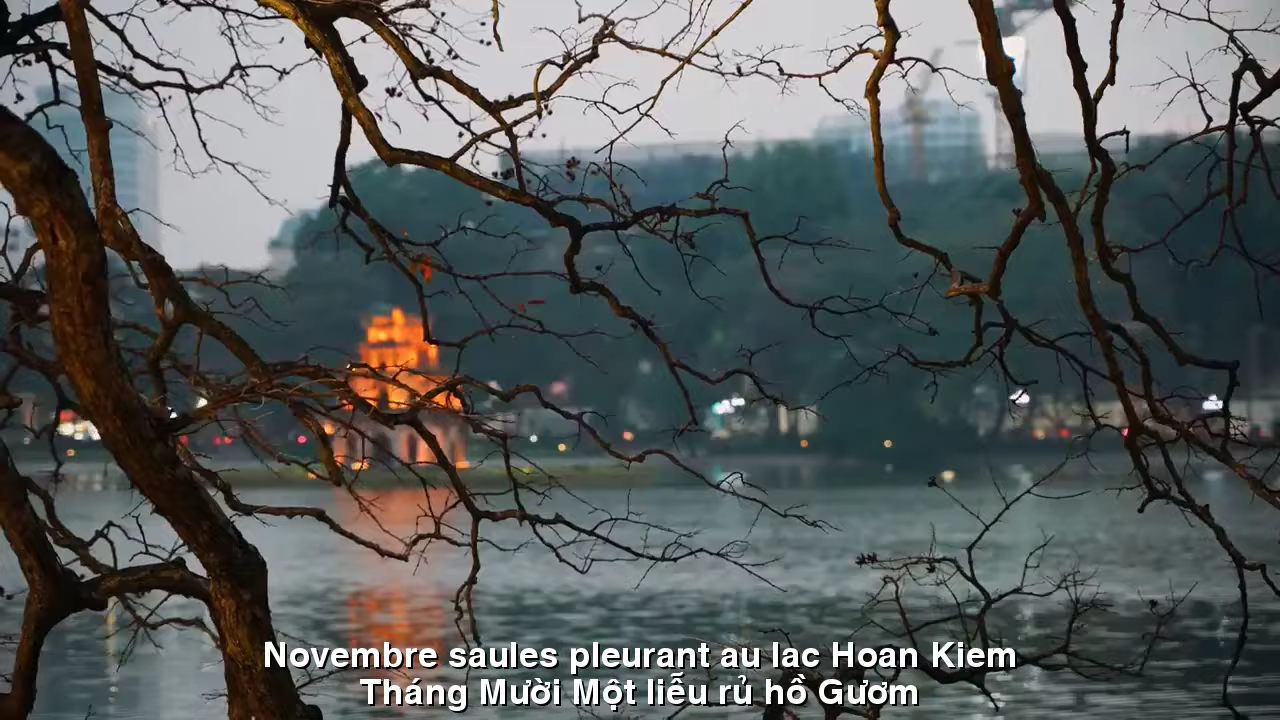 Novembre saules pleurant au lac Hoan Kiem
Tháng Mười Một liễu rủ hồ Gươm